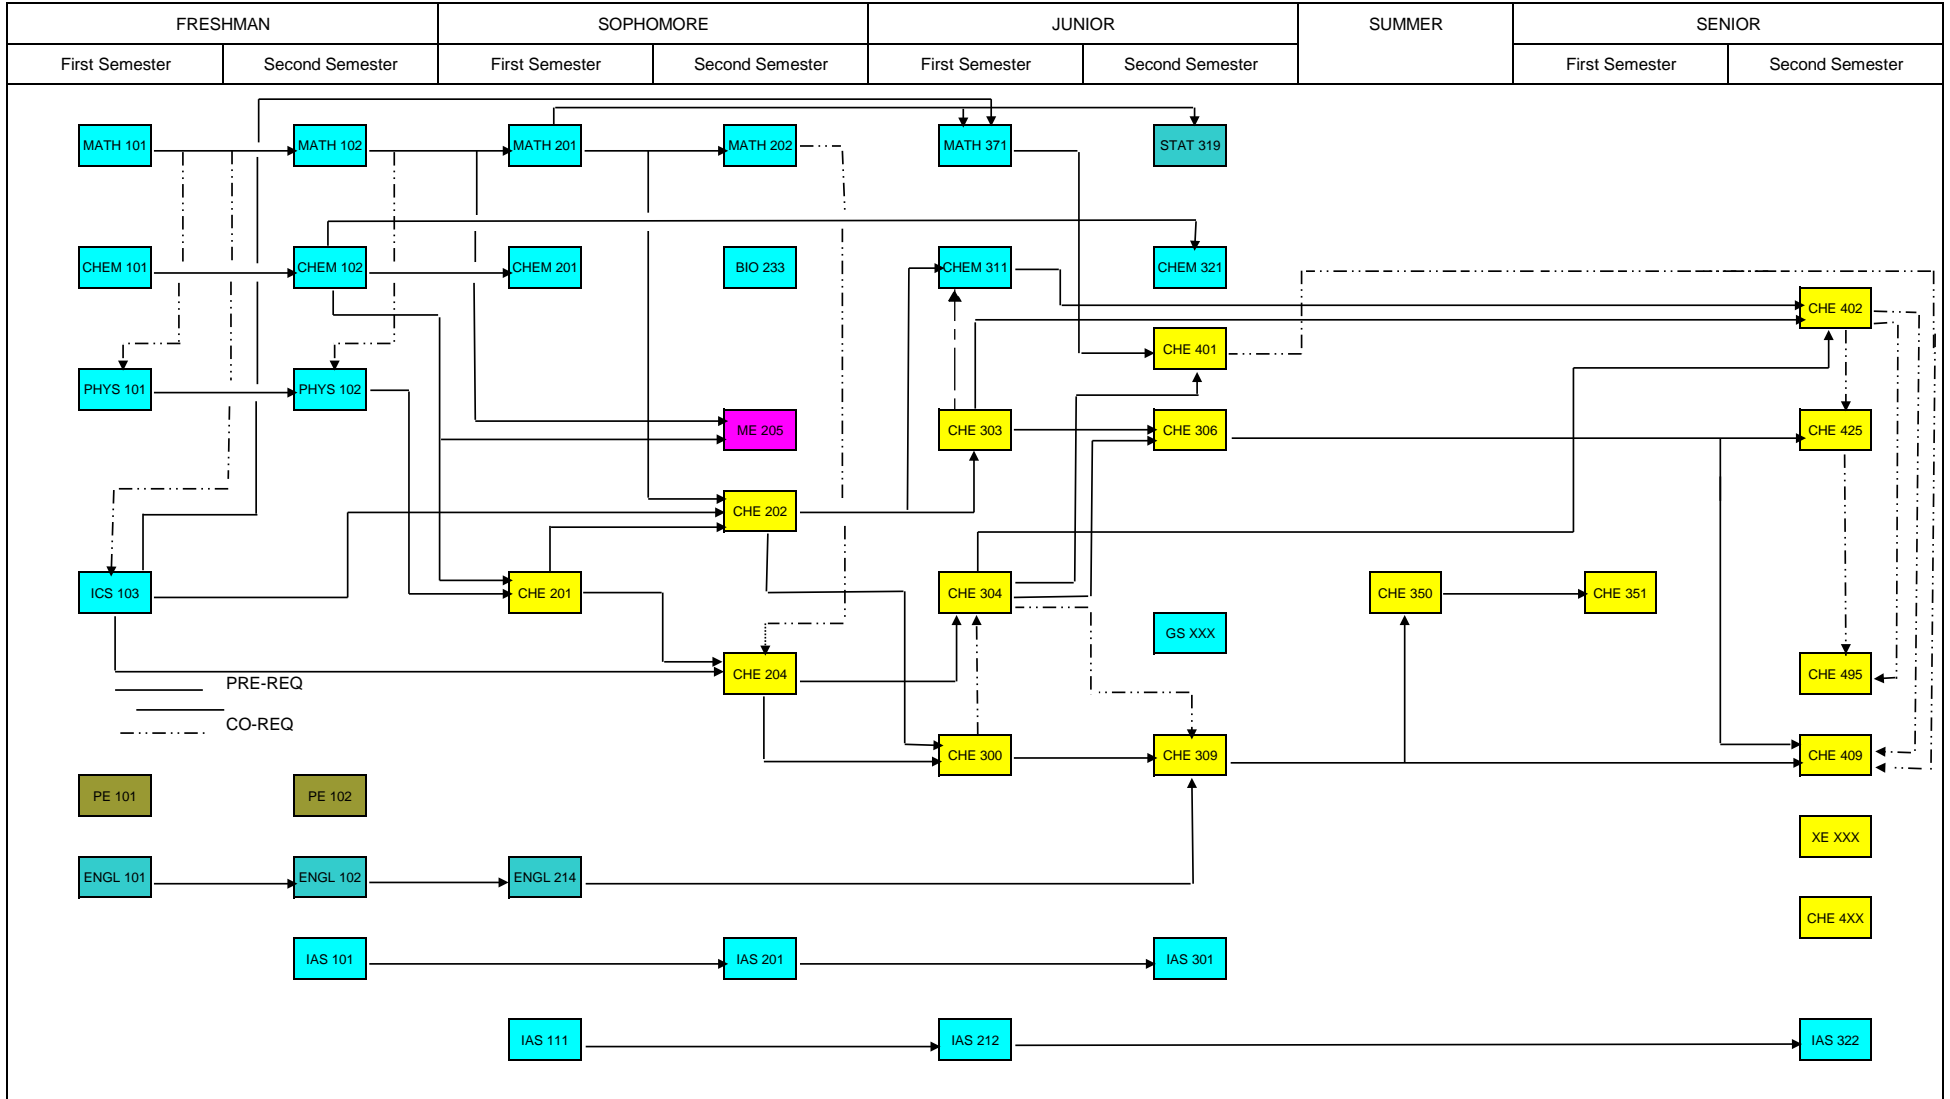 FRESHMAN
SOPHOMORE
JUNIOR
SUMMER
SENIOR
First Semester
Second Semester
First Semester
Second Semester
First Semester
Second Semester
First Semester
Second Semester
MATH 101
MATH 102
MATH 201
MATH 202
MATH 371
STAT 319
CHEM 101
CHEM 102
CHEM 201
BIO 233
CHEM 311
CHEM 321
CHE 402
CHE 401
PHYS 101
PHYS 102
ME 205
CHE 303
CHE 306
CHE 425
CHE 202
ICS 103
CHE 201
CHE 304
CHE 350
CHE 351
GS XXX
CHE 204
CHE 495
PRE-REQ
CO-REQ
CHE 300
CHE 309
CHE 409
PE 101
PE 102
XE XXX
ENGL 101
ENGL 102
ENGL 214
CHE 4XX
IAS 101
IAS 201
IAS 301
IAS 111
IAS 212
IAS 322